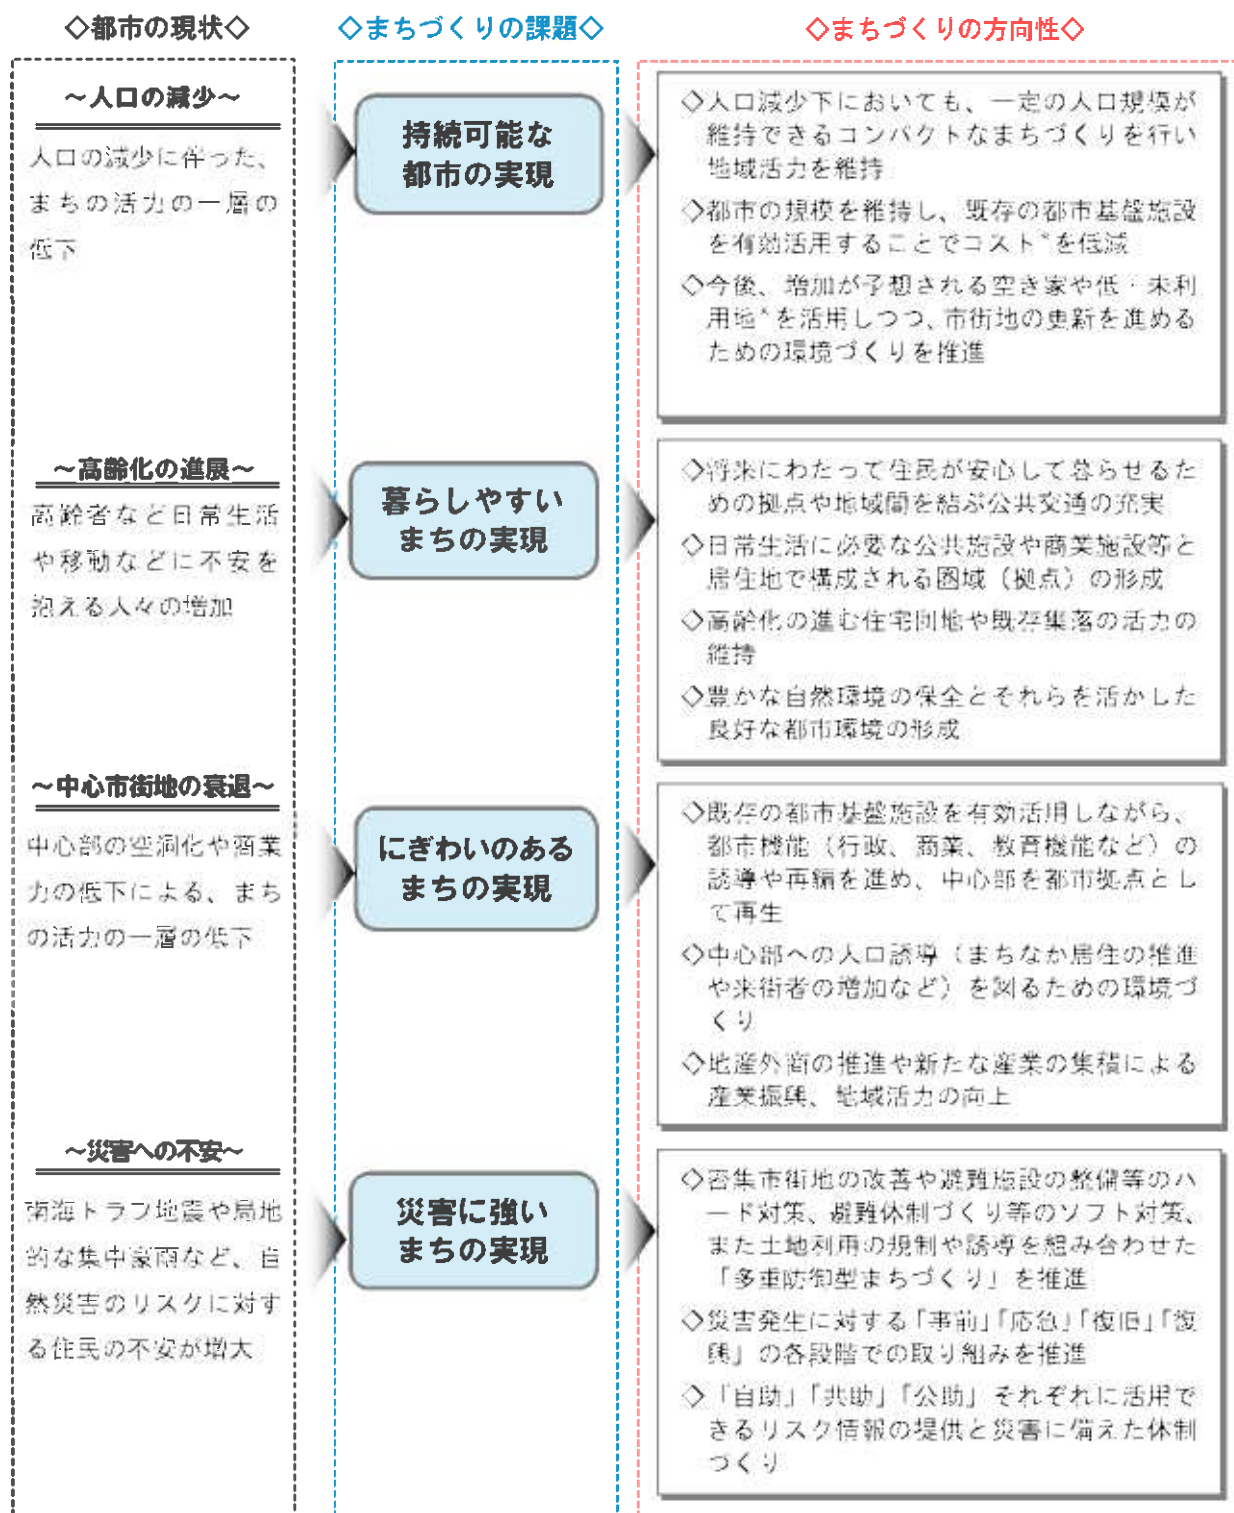 ◇都市の現状◇
◇まちづくりの課題◇
◇まちづくりの方向性◇
～人口の減少～
人口の減少に伴った、
まちの活力の一層の
低下
持続可能な
都市の実現
◇人口減少下においても、一定の人口規模が
維持できるコンパクトなまちづくりを行い
地域活力を維持
◇都市の規模を維持し、既存の都市基盤施設
を有効活用することでコスト*を低減
◇今後、増加が予想される空き家や低・未利
用地*を活用しつつ、市街地の更新を進める
ための環境づくりを推進
～高齢化の進展～
高齢者など日常生活
や移動などに不安を
抱える人々の増加
暮らしやすい
まちの実現
◇将来にわたって住民が安心して暮らせるた
めの拠点や地域間を結ぶ公共交通の充実
◇日常生活に必要な公共施設や商業施設等と
居住地で構成される圏域（拠点）の形成
◇高齢化の進む住宅団地や既存集落の活力の
維持
◇豊かな自然環境の保全とそれらを活かした
良好な都市環境の形成
～中心市街地の衰退～
中心部の空洞化や商業
力の低下による、まち
の活力の一層の低下
にぎわいのある
まちの実現
◇既存の都市基盤施設を有効活用しながら、
都市機能（行政、商業、教育機能など）の
誘導や再編を進め、中心部を都市拠点とし
て再生
◇中心部への人口誘導（まちなか居住の推進
や来街者の増加など）を図るための環境づ
くり
◇地産外商の推進や新たな産業の集積による
産業振興、地域活力の向上
～災害への不安～
南海トラフ地震や局地
的な集中豪雨など、自
然災害のリスクに対す
る住民の不安が増大
災害に強い
まちの実現
◇密集市街地の改善や避難施設の整備等のハ
ード対策、避難体制づくり等のソフト対策、
また土地利用の規制や誘導を組み合わせた
「多重防御型まちづくり」を推進
◇災害発生に対する「事前」「応急」「復旧」「復
興」の各段階での取り組みを推進
◇「自助」「共助」「公助」それぞれに活用で
きるリスク情報の提供と災害に備えた体制
づくり